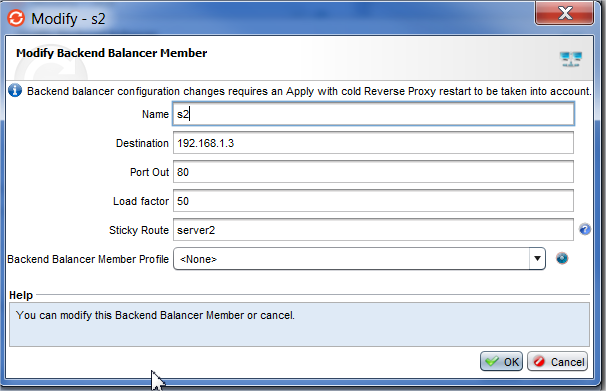 Modify - s2
Modify Backend Balancer Member
Backend balancer configuration changes requires an Apply with cold Reverse Proxy restart to be taken into account.
Name s2
Destination 192.168.1.3
Port Out 80
Load factor 50
Sticky Route server2
Backend Balancer Member Profile <None>
Help
You can modify this Backend Balancer Member or cancel.
OK Cancel